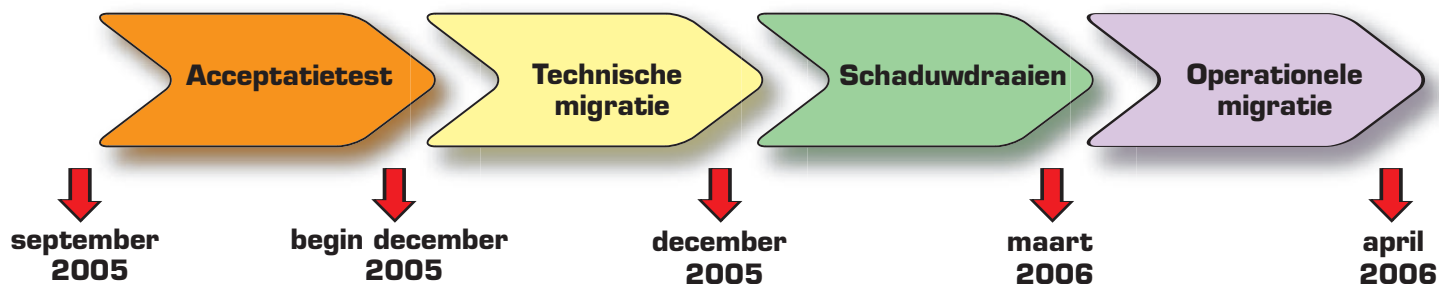 Acceptatietest
Technische
migratie
Schaduwdraaien
Operationele
migratie
september
2005
begin december
2005
december
2005
maart
2006
april
2006